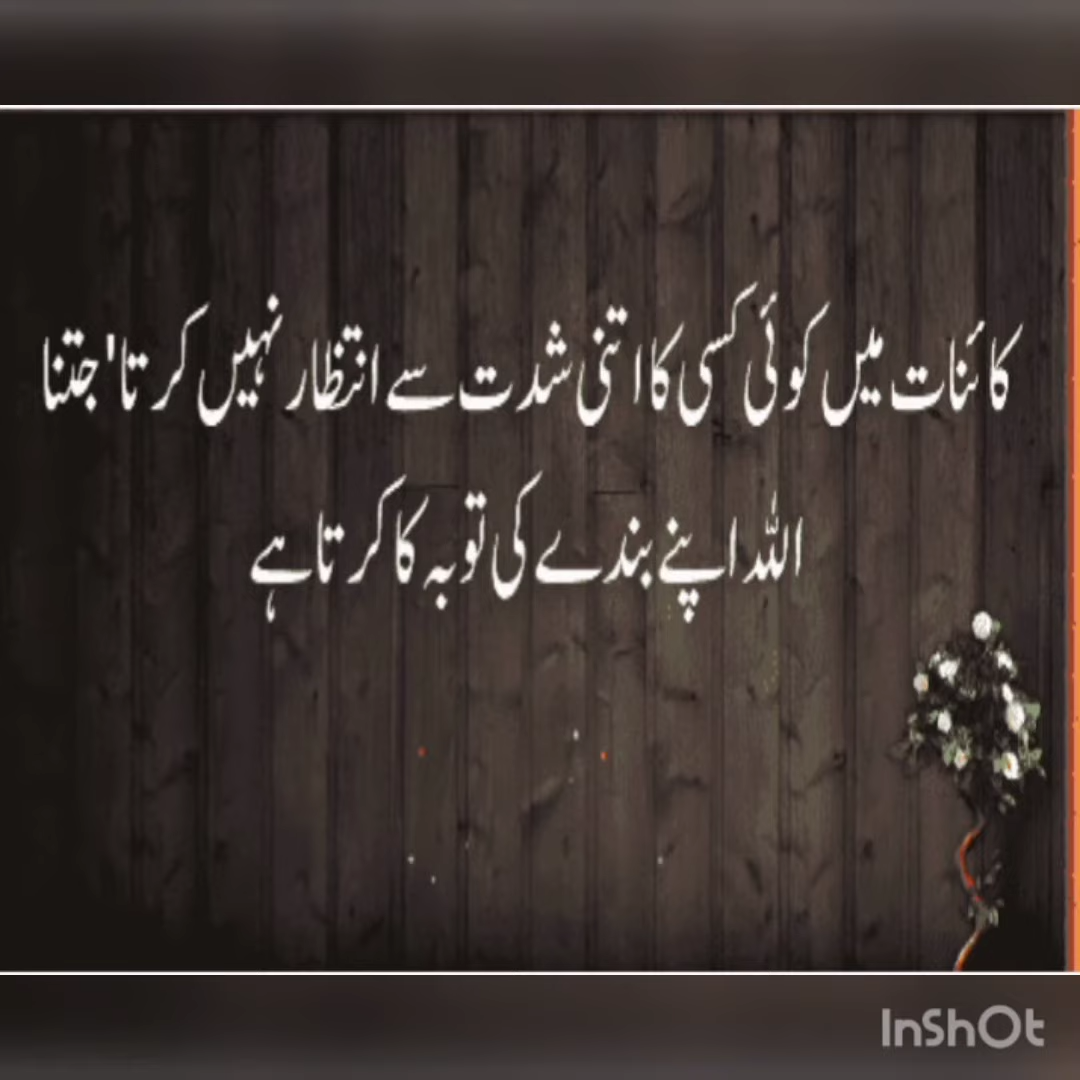 کائنات میں کوئی کسی کا اتنی شدت سے انتظار نہیں کرتا' جتنا
اللہ اپنے بندے کی توبہ کا کرتا ہے
InShOt